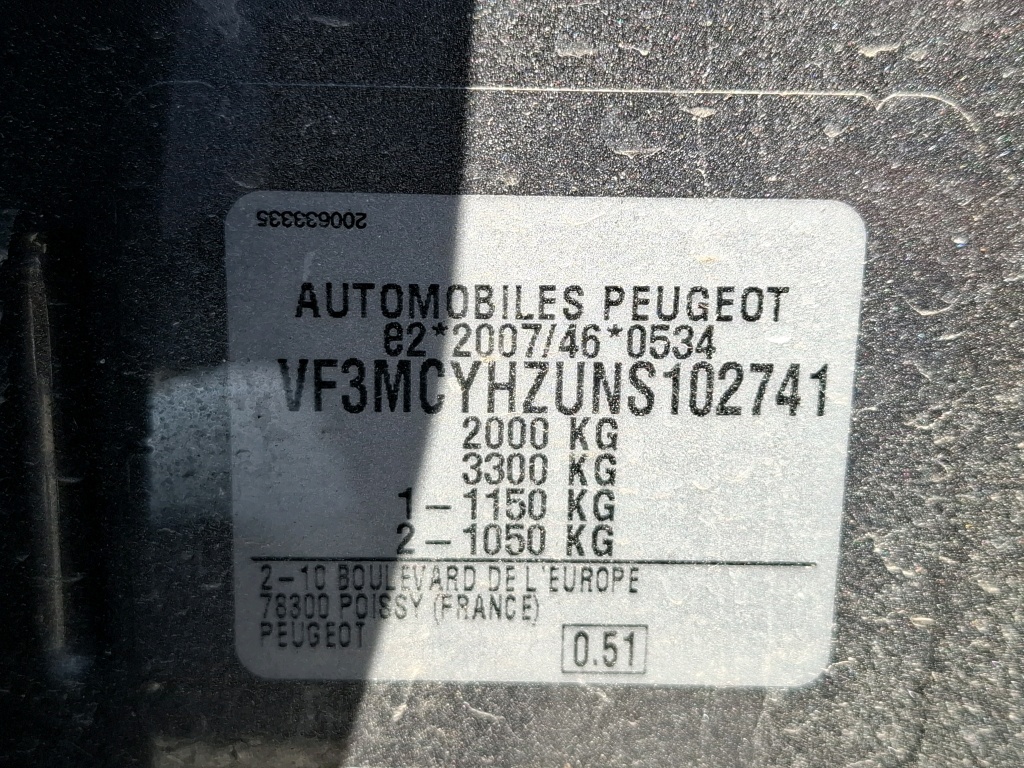 200633335
AUTOMOBILES PEUGEOT
e2*2007/46*0534
VF3MCYHZUNS102741
2000 KG
3300 KG
1-1150 KG
2-1050 KG
2-10 BOULEVARD DE L'EUROPE
78300 POISSY (FRANCE)
PEUGEOT
0.51